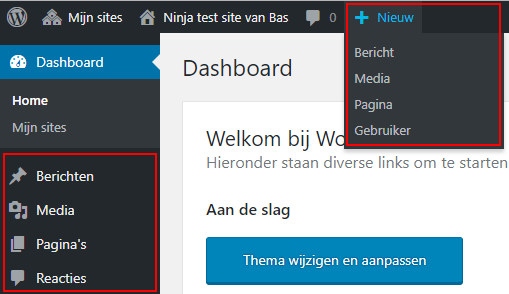 Mijn sites Ninja test site van Bas 0 + Nieuw
Bericht
Media
Pagina
Gebruiker
Dashboard
Home
Mijn sites
Berichten
Media
Pagina's
Reacties
Dashboard
Welkom bij Wo
Hieronder staan diverse links om te starten
Aan de slag
Thema wijzigen en aanpassen